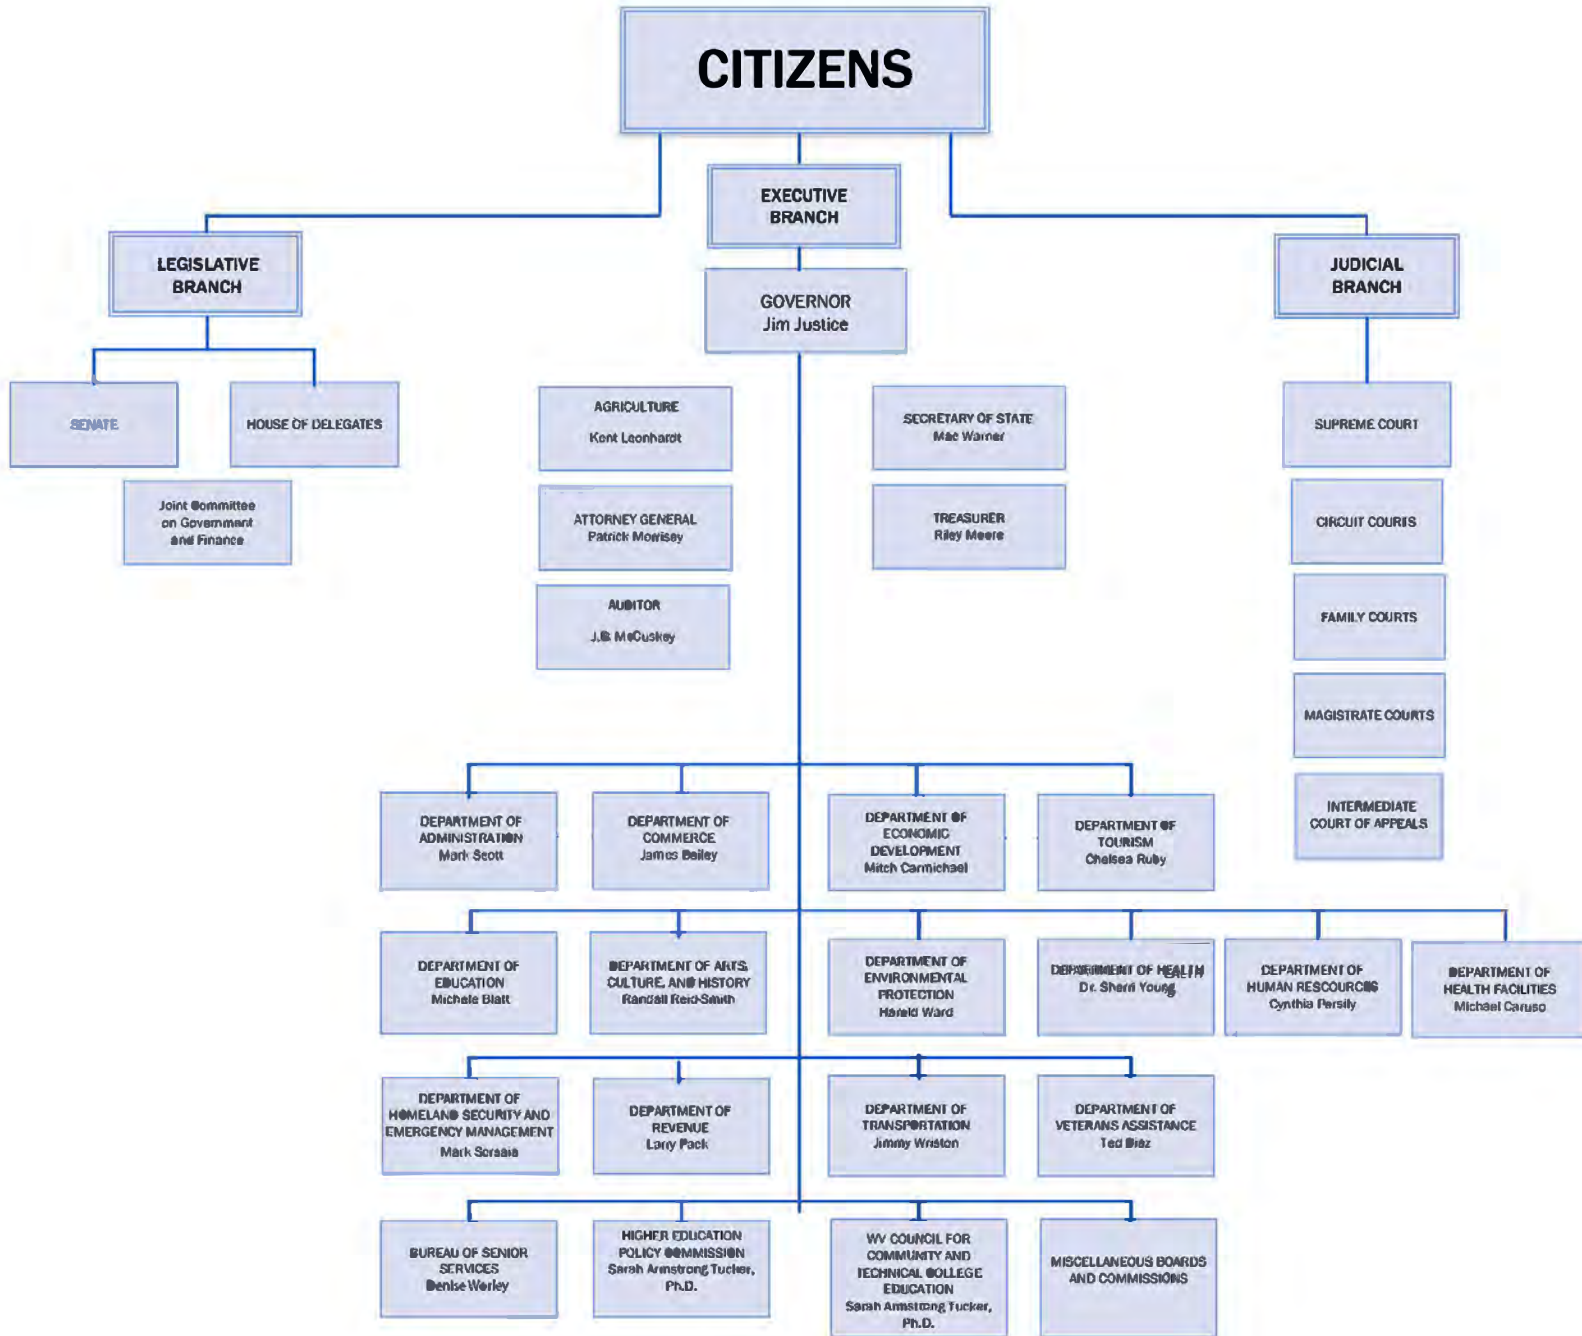 CITIZENS
EXECUTIVE
BRANCH
LEGISLATIVE
BRANCH
JUDICIAL
BRANCH
GOVERNOR
Jim Justice
SENATE
HOUSE OF DELEGATES
Joint Committee
on Government
and Finance
AGRICULTURE
Kent Leonhardt
SECRETARY OF STATE
Mac Warner
ATTORNEY GENERAL
Patrick Morrisey
TREASURER
Riley Moore
AUDITOR
J.B. McCuskey
SUPREME COURT
CIRCUIT COURTS
FAMILY COURTS
MAGISTRATE COURTS
INTERMEDIATE
COURT OF APPEALS
DEPARTMENT OF
ADMINISTRATION
Mark Scott
DEPARTMENT OF
COMMERCE
James Bailey
DEPARTMENT OF
ECONOMIC
DEVELOPMENT
Mitch Carmichael
DEPARTMENT OF
TOURISM
Chelsea Ruby
DEPARTMENT OF
EDUCATION
Michele Blatt
DEPARTMENT OF ARTS,
CULTURE, AND HISTORY
Randall Reid-Smith
DEPARTMENT OF
ENVIRONMENTAL
PROTECTION
Harold Ward
DEPARTMENT OF HEALTH
Dr. Sherri Young
DEPARTMENT OF
HUMAN RESCOURCES
Cynthia Persily
DEPARTMENT OF
HEALTH FACILITIES
Michael Caruso
DEPARTMENT OF
HOMELAND SECURITY AND
EMERGENCY MANAGEMENT
Mark Sorsaia
DEPARTMENT OF
REVENUE
Larry Pack
DEPARTMENT OF
TRANSPORTATION
Jimmy Wriston
DEPARTMENT OF
VETERANS ASSISTANCE
Ted Diaz
BUREAU OF SENIOR
SERVICES
Denise Worley
HIGHER EDUCATION
POLICY COMMISSION
Sarah Armstrong Tucker,
Ph.D.
WV COUNCIL FOR
COMMUNITY AND
TECHNICAL COLLEGE
EDUCATION
Sarah Armstrong Tucker,
Ph.D.
MISCELLANEOUS BOARDS
AND COMMISSIONS